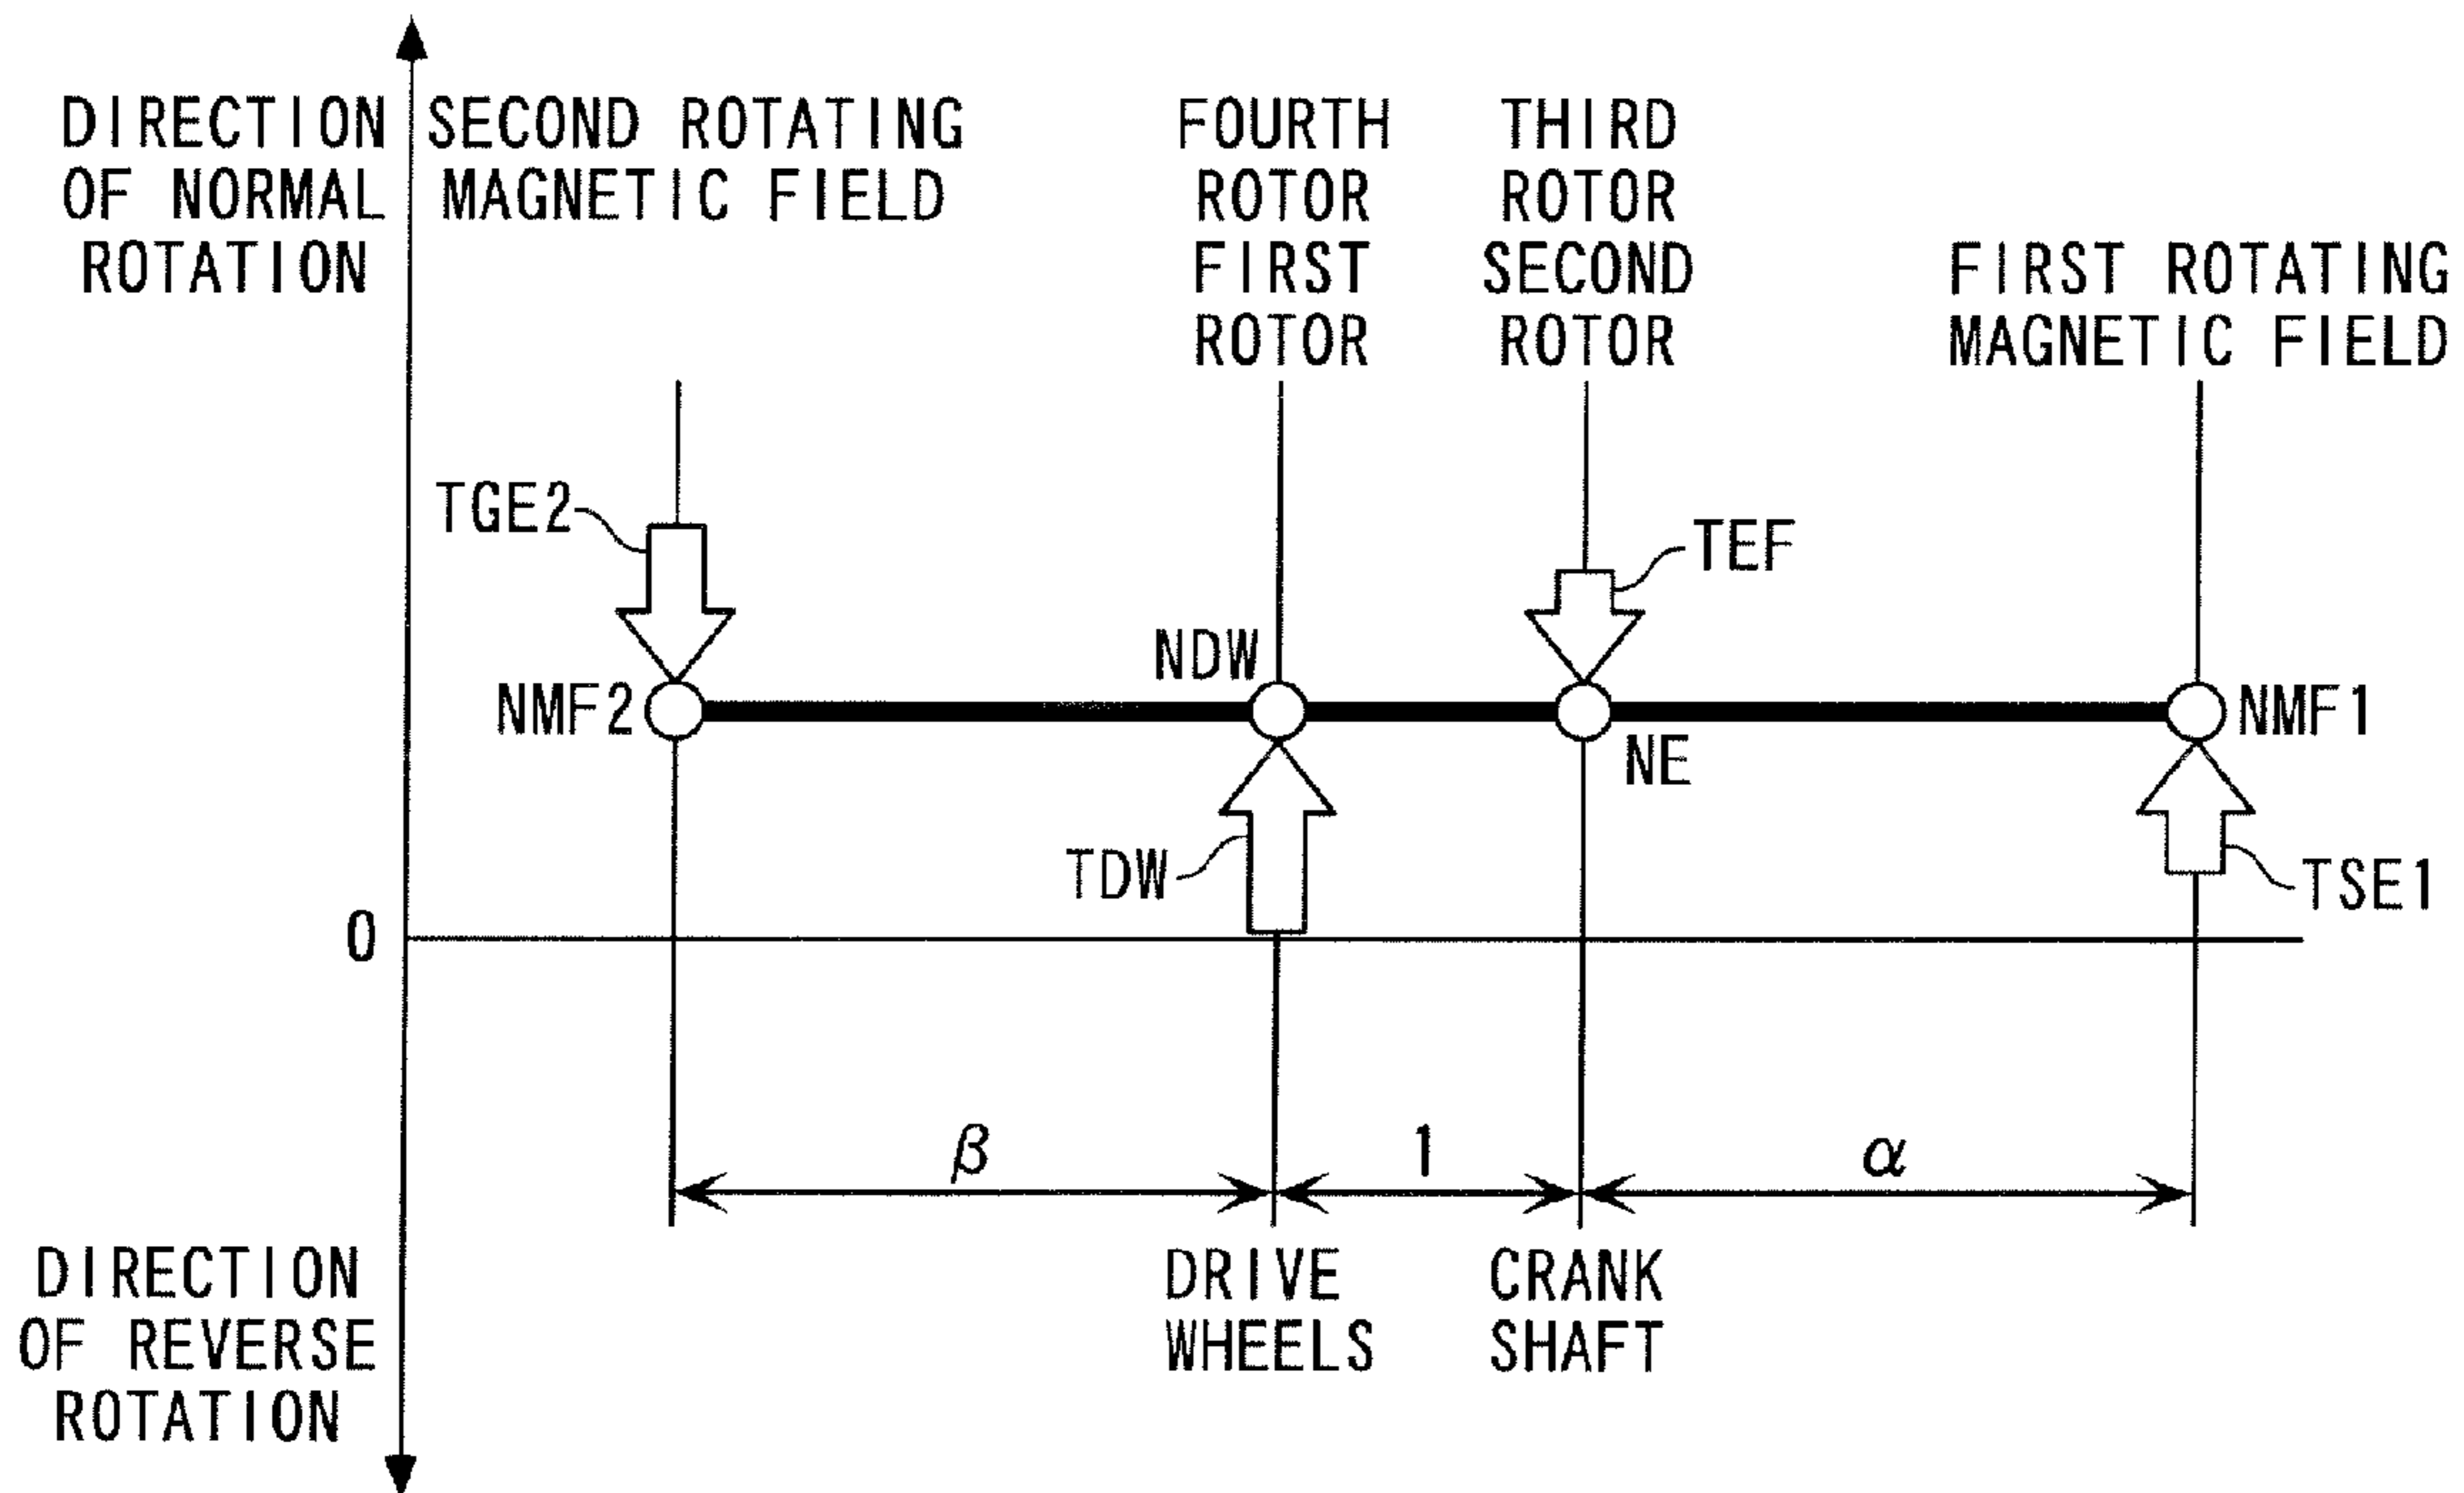 DIRECTION
OF NORMAL
ROTATION
SECOND ROTATING
MAGNETIC FIELD
FOURTH
ROTOR
FIRST
ROTOR
THIRD
ROTOR
SECOND
ROTOR
FIRST ROTATING
MAGNETIC FIELD
TGE2
TEF
NMF2
NDW
NE
NMF1
TDW
TSE1
0
β
1
α
DIRECTION
OF REVERSE
ROTATION
DRIVE
WHEELS
CRANK
SHAFT